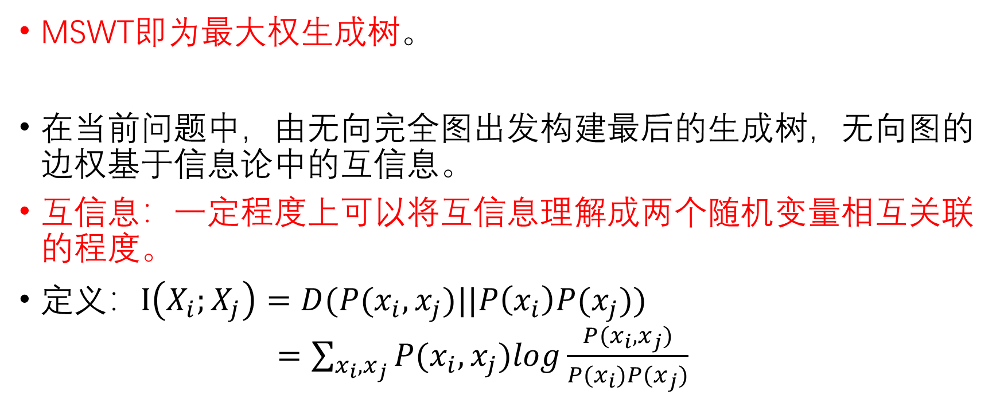 • MSWT即为最大权生成树。
• 在当前问题中，由无向完全图出发构建最后的生成树，无向图的
边权基于信息论中的互信息。
• 互信息：一定程度上可以将互信息理解成两个随机变量相互关联
的程度。
• 定义：I(X_i; X_j) = D(P(x_i, x_j)||P(x_i)P(x_j))
= ∑_{x_i,x_j} P(x_i, x_j)log \frac{P(x_i,x_j)}{P(x_i)P(x_j)}